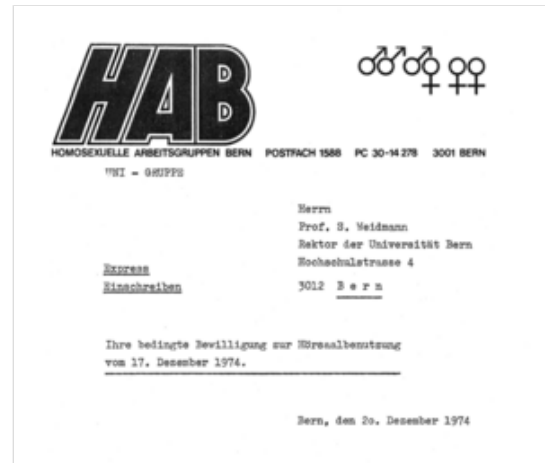 HAB
HOMOSEXUELLE ARBEITSGRUPPEN BERN POSTFACH 1588 PC 30-14 278 3001 BERN
UNI - GRUPPE
Herrn
Prof. S. Weidmann
Rektor der Universität Bern
Hochschulstrasse 4
3012 B e r n
Express
Einschreiben
Ihre bedingte Bewilligung zur Hörsaalbenutzung
vom 17. Dezember 1974.
Bern, den 2o. Dezember 1974